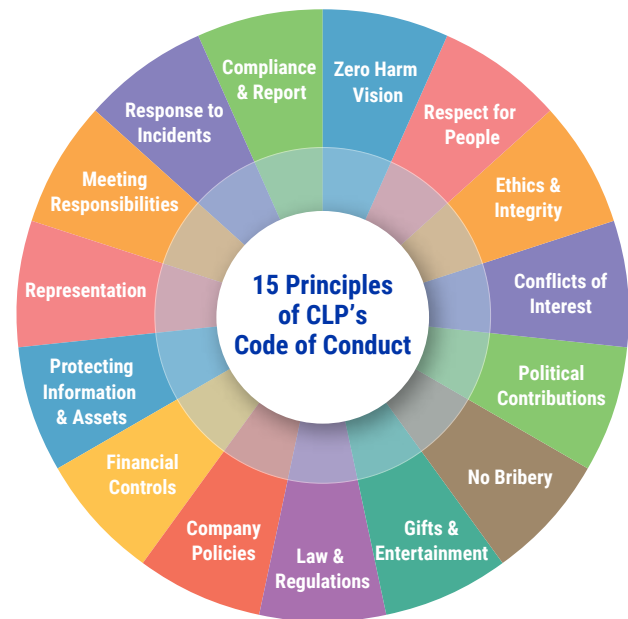 15 Principles
of CLP's
Code of Conduct
Zero Harm
Vision
Respect for
People
Ethics &
Integrity
Conflicts of
Interest
Political
Contributions
No Bribery
Gifts &
Entertainment
Law &
Regulations
Company
Policies
Financial
Controls
Protecting
Information
& Assets
Representation
Meeting
Responsibilities
Response to
Incidents
Compliance
& Report